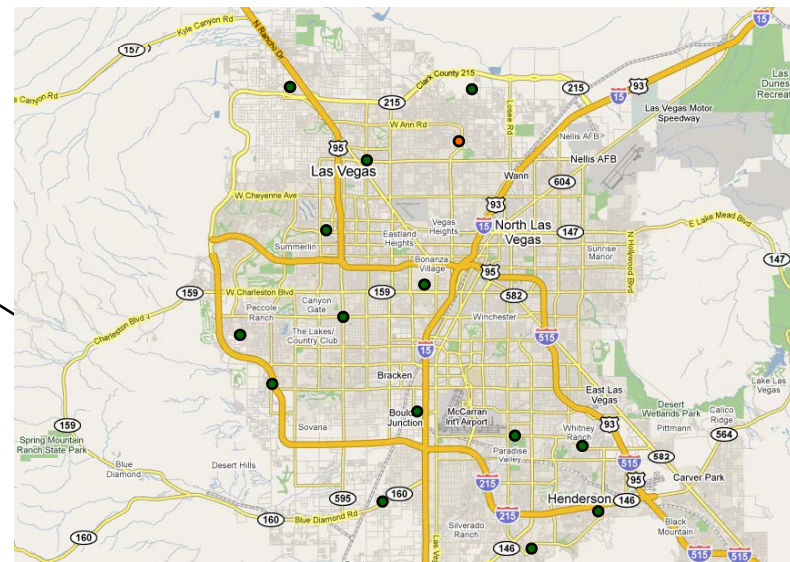 N Rancho Dr
Kyle Canyon Rd
157
e Canyon Rd
15
93
15
Las
Dunes
Recreat
Clark County 215
215
215
Losee Rd
Las Vegas Motor
Speedway
W Ann Rd
Nellis AFB
95
Las Vegas
Nellis AFB
Wann
604
W Cheyenne Ave
93
15
North Las
Vegas
Vegas
Heights
Eastland
Heights
147
E Lake Mead Blvd
N Hollywood Blvd
Summerlin
Sunrise
Manor
147
Bonanza
Village
95
159
W Charleston Blvd
159
582
Peccole
Ranch
Canyon
Gate
Charleston Blvd
Winchester
The Lakes/
Country Club
515
15
Bracken
Lake Las
Vegas
East Las
Vegas
Desert
Wetlands Park
Calico
Ridge
Bould
Junction
McCarran
Int'l Airport
159
Sovana
93
Pittmann
564
Whitney
Ranch
Spring Mountain
Ranch State Park
Paradise
Valley
582
515
Blue
Diamond
Desert Hills
95
Carver Park
215
595
160
Henderson
146
160
Blue Diamond Rd
215
160
Silverado
Ranch
Black
Mountain
146
Las Ve
515
515